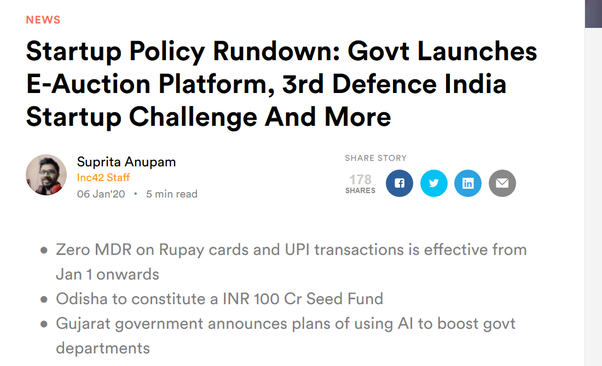 NEWS
Startup Policy Rundown: Govt Launches
E-Auction Platform, 3rd Defence India
Startup Challenge And More
Suprita Anupam
Inc42 Staff
06 Jan'20 • 5 min read
SHARE STORY
178
SHARES
• Zero MDR on Rupay cards and UPI transactions is effective from
Jan 1 onwards
• Odisha to constitute a INR 100 Cr Seed Fund
• Gujarat government announces plans of using AI to boost govt
departments